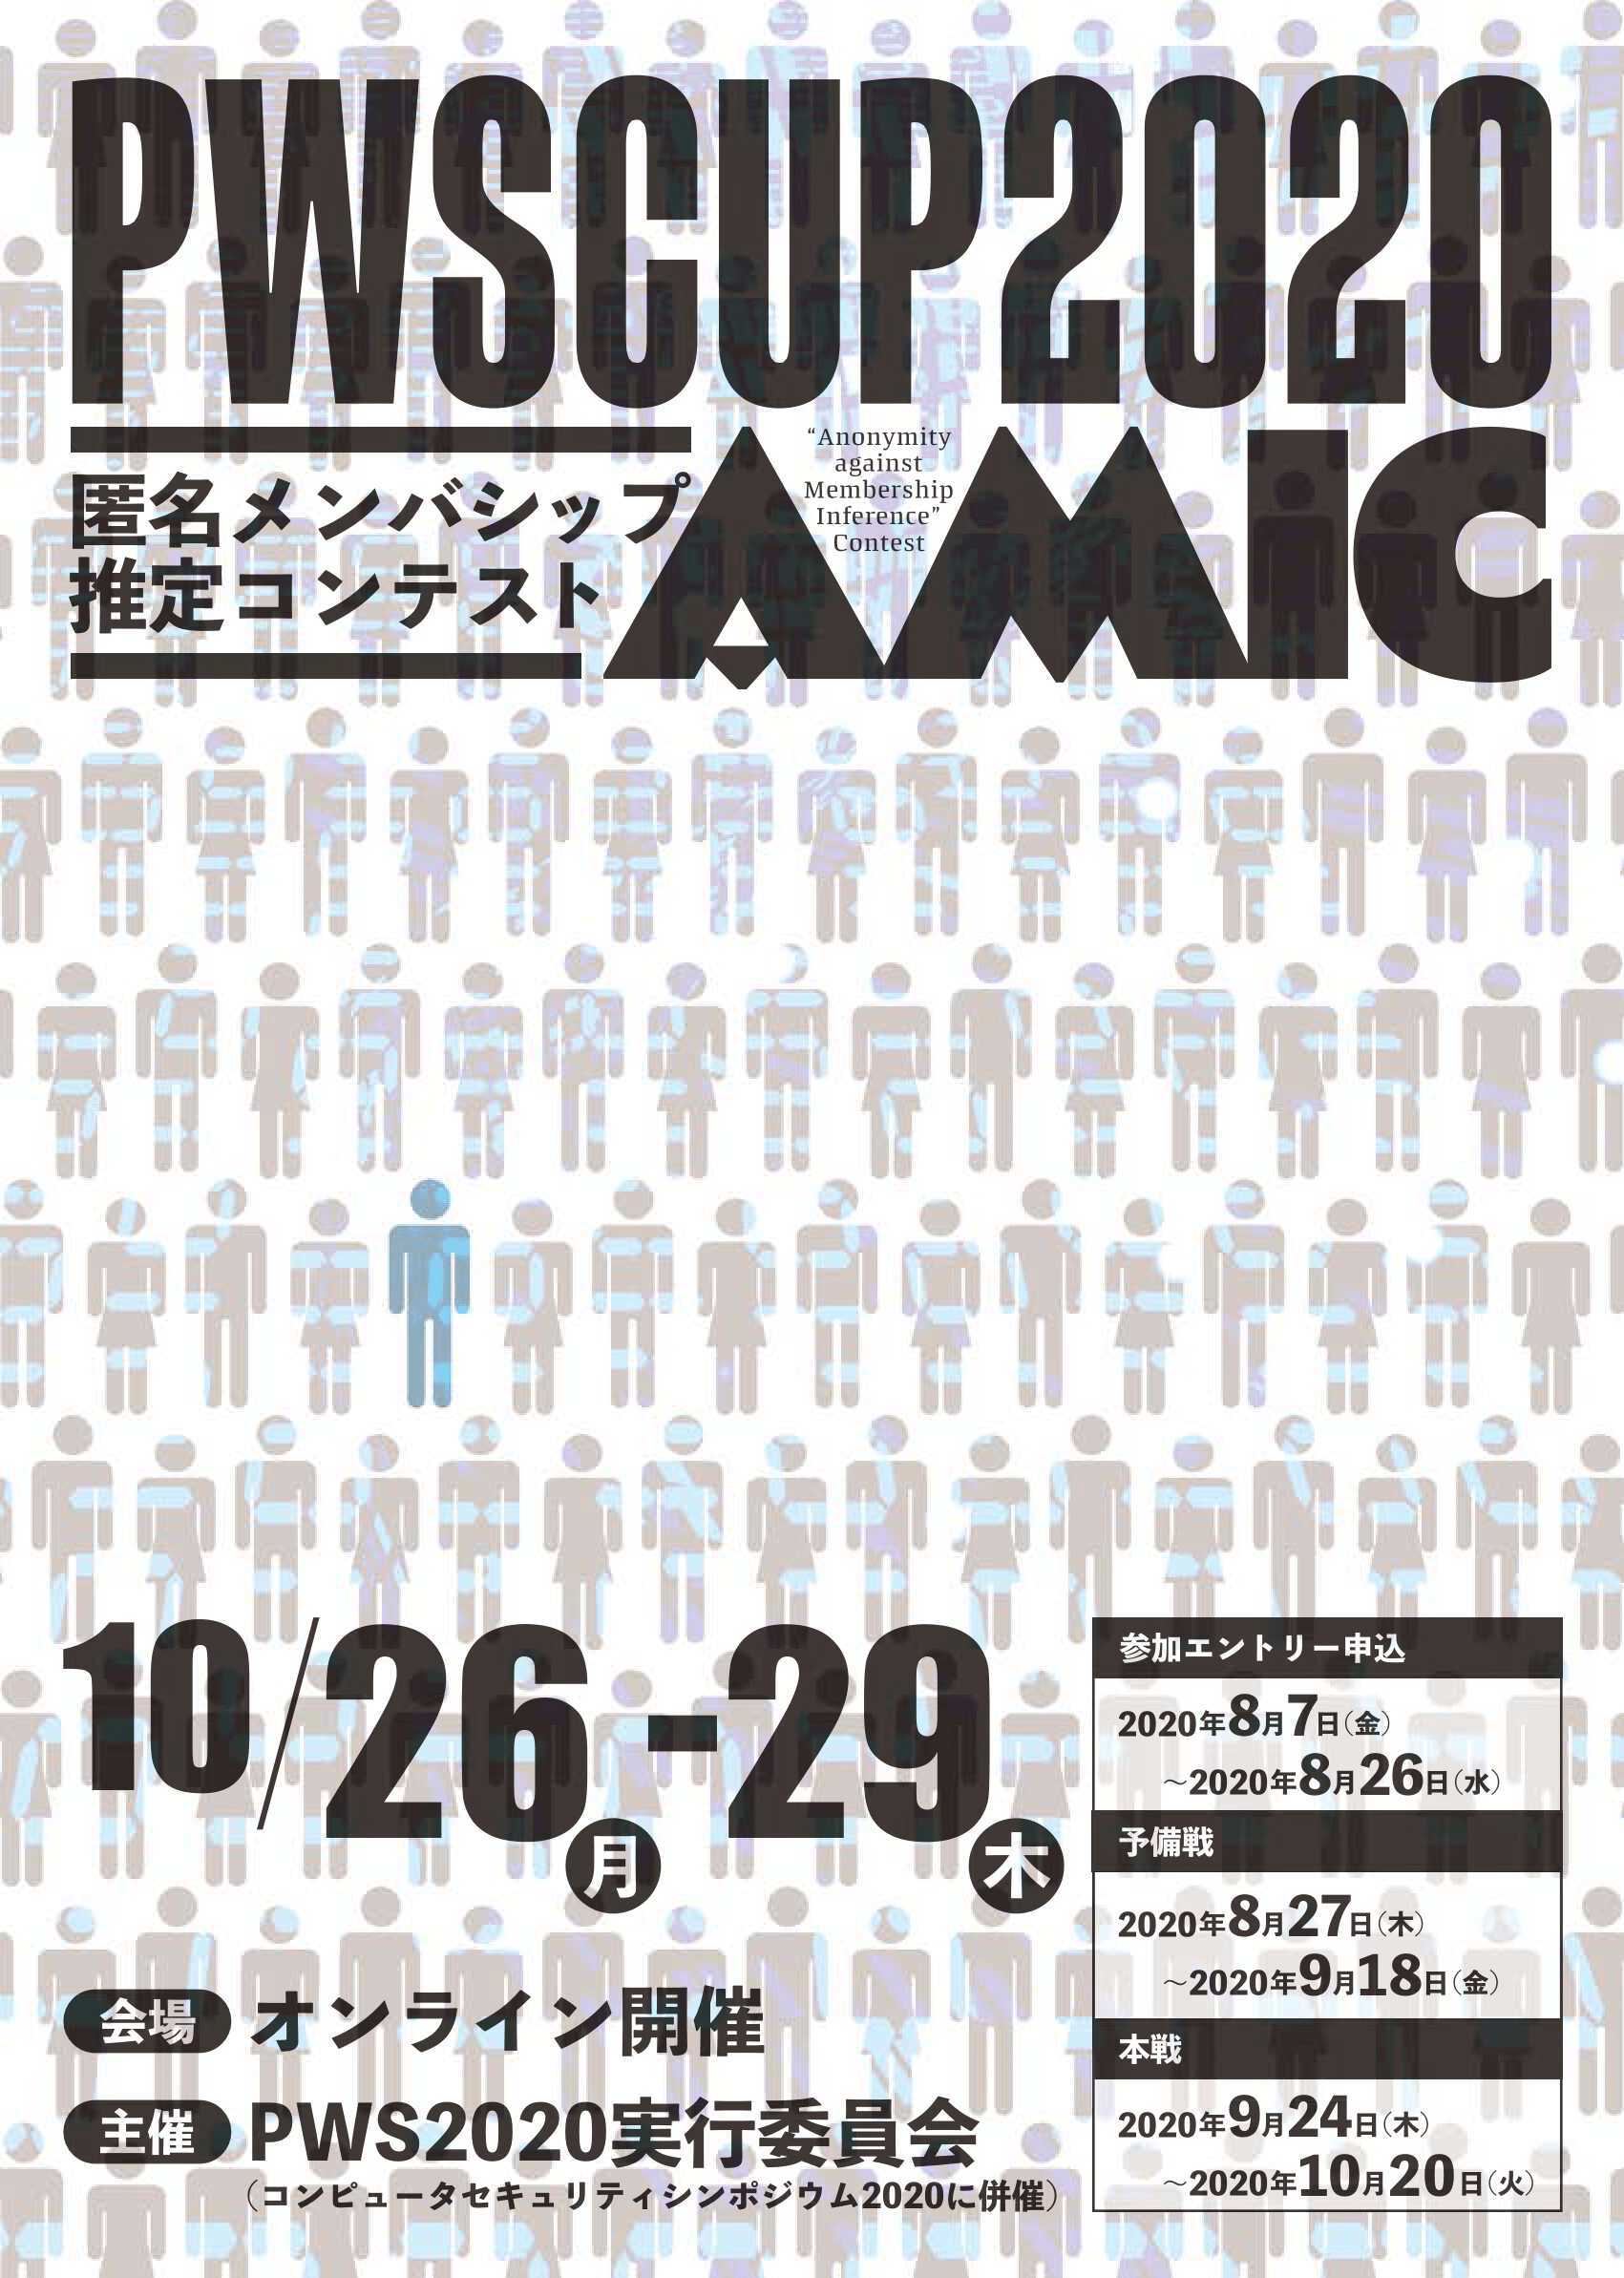 PWSCUP2020
匿名メンバシップ
推定コンテスト
AMIC
“Anonymity
against
Membership
Inference”
Contest
10/26-29
月
木
会場 オンライン開催
主催 PWS2020実行委員会
（コンピュータセキュリティシンポジウム2020に併催）
参加エントリー申込
2020年8月7日（金）
～2020年8月26日（水）
予備戦
2020年8月27日（木）
～2020年9月18日（金）
本戦
2020年9月24日（木）
～2020年10月20日（火）